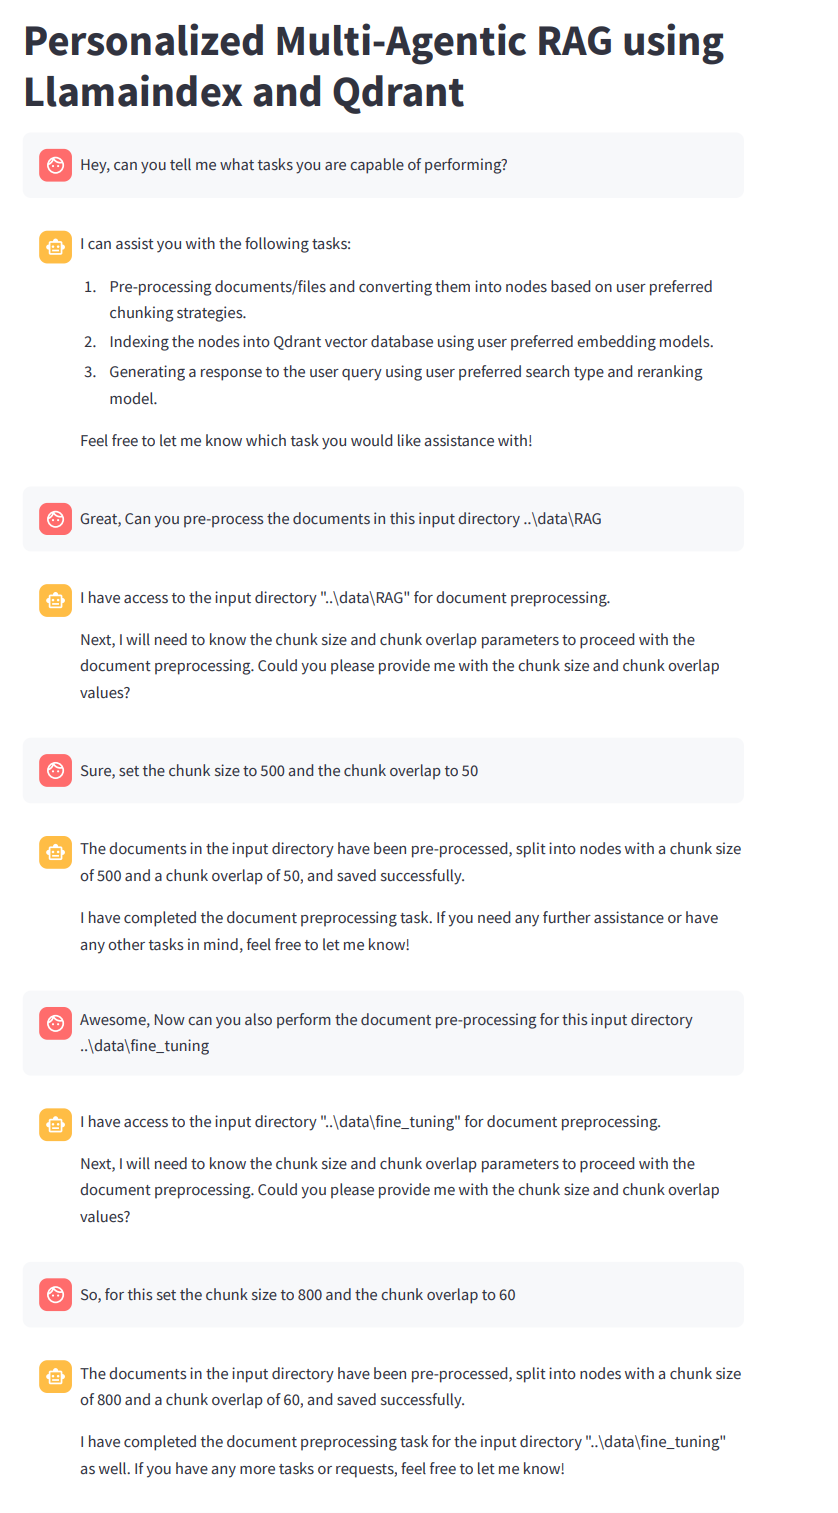 Personalized Multi-Agentic RAG using
Llamaindex and Qdrant
Hey, can you tell me what tasks you are capable of performing?
I can assist you with the following tasks:
1. Pre-processing documents/files and converting them into nodes based on user preferred
chunking strategies.
2. Indexing the nodes into Qdrant vector database using user preferred embedding models.
3. Generating a response to the user query using user preferred search type and reranking
model.
Feel free to let me know which task you would like assistance with!
Great, Can you pre-process the documents in this input directory ..\data\RAG
I have access to the input directory "..\data\RAG" for document preprocessing.
Next, I will need to know the chunk size and chunk overlap parameters to proceed with the
document preprocessing. Could you please provide me with the chunk size and chunk overlap
values?
Sure, set the chunk size to 500 and the chunk overlap to 50
The documents in the input directory have been pre-processed, split into nodes with a chunk size
of 500 and a chunk overlap of 50, and saved successfully.
I have completed the document preprocessing task. If you need any further assistance or have
any other tasks in mind, feel free to let me know!
Awesome, Now can you also perform the document pre-processing for this input directory
..\data\fine_tuning
I have access to the input directory "..\data\fine_tuning" for document preprocessing.
Next, I will need to know the chunk size and chunk overlap parameters to proceed with the
document preprocessing. Could you please provide me with the chunk size and chunk overlap
values?
So, for this set the chunk size to 800 and the chunk overlap to 60
The documents in the input directory have been pre-processed, split into nodes with a chunk size
of 800 and a chunk overlap of 60, and saved successfully.
I have completed the document preprocessing task for the input directory "..\data\fine_tuning"
as well. If you have any more tasks or requests, feel free to let me know!